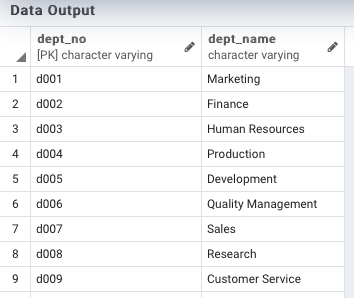 Data Output
dept_no dept_name
[PK] character varying character varying
1 d001 Marketing
2 d002 Finance
3 d003 Human Resources
4 d004 Production
5 d005 Development
6 d006 Quality Management
7 d007 Sales
8 d008 Research
9 d009 Customer Service